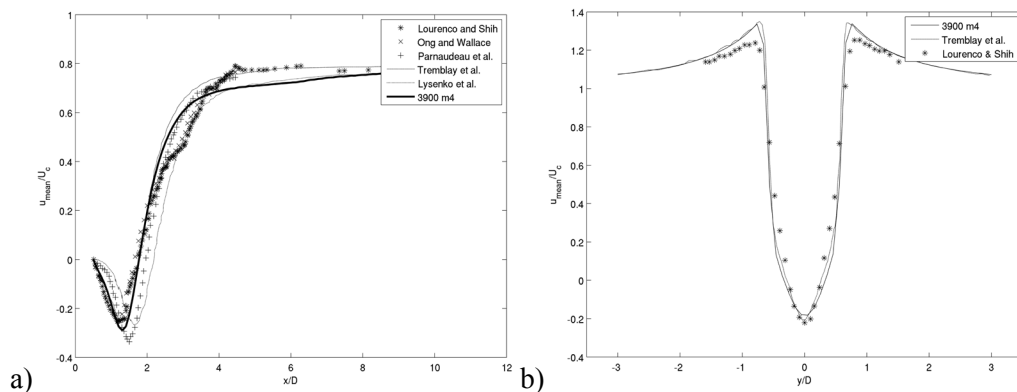 1
0.8
0.6
0.4
0.2
0
-0.2
-0.4
u_mean/U_c
0 2 4 6 8 10 12
x/D
Lourenco and Shih
Ong and Wallace
Parnaudeau et al.
Tremblay et al.
Lysenko et al.
3900 m4
a)
1.4
1.2
1
0.8
0.6
0.4
0.2
0
-0.2
-0.4
u_mean/U_c
-3 -2 -1 0 1 2 3
y/D
3900 m4
Tremblay et al.
Lourenco & Shih
b)